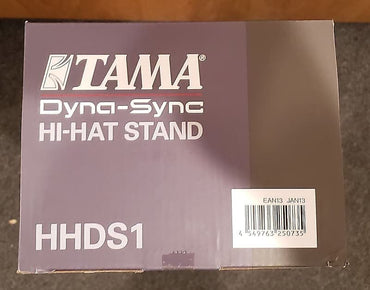 TAMA
Dyna-Sync
HI-HAT STAND
EAN13 JAN13
4 549763 250735
HHDS1